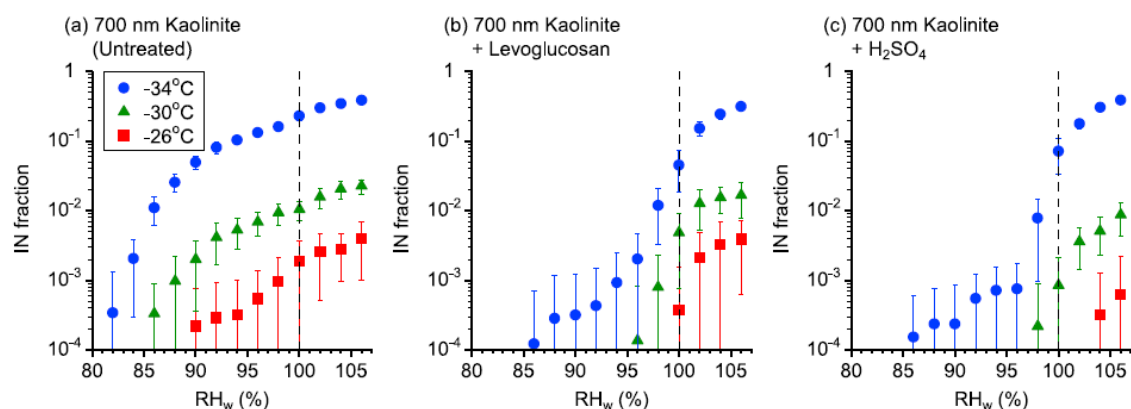 (a) 700 nm Kaolinite
(Untreated)
(b) 700 nm Kaolinite
+ Levoglucosan
(c) 700 nm Kaolinite
+ H₂SO₄
-34°C
-30°C
-26°C
IN fraction
1
10⁻¹
10⁻²
10⁻³
10⁻⁴
80 85 90 95 100 105
RH_w (%)
IN fraction
1
10⁻¹
10⁻²
10⁻³
10⁻⁴
80 85 90 95 100 105
RH_w (%)
IN fraction
1
10⁻¹
10⁻²
10⁻³
10⁻⁴
80 85 90 95 100 105
RH_w (%)